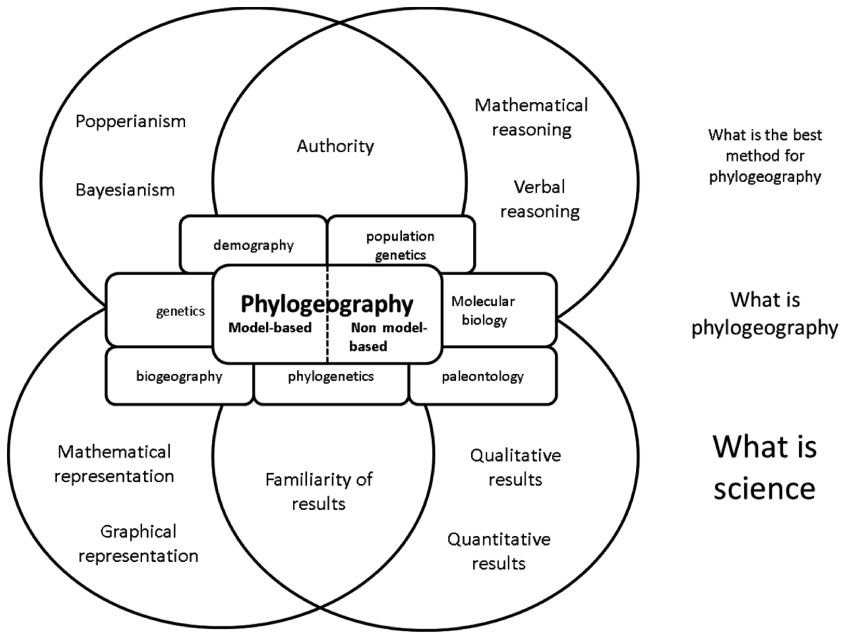 Popperianism
Bayesianism
Authority
Mathematical
reasoning
Verbal
reasoning
What is the best
method for
phylogeography
demography
population
genetics
genetics
Phylogeography
Model-based
Non model-
based
Molecular
biology
What is
phylogeography
biogeography
phylogenetics
paleontology
Mathematical
representation
Graphical
representation
Familiarity of
results
Qualitative
results
Quantitative
results
What is
science